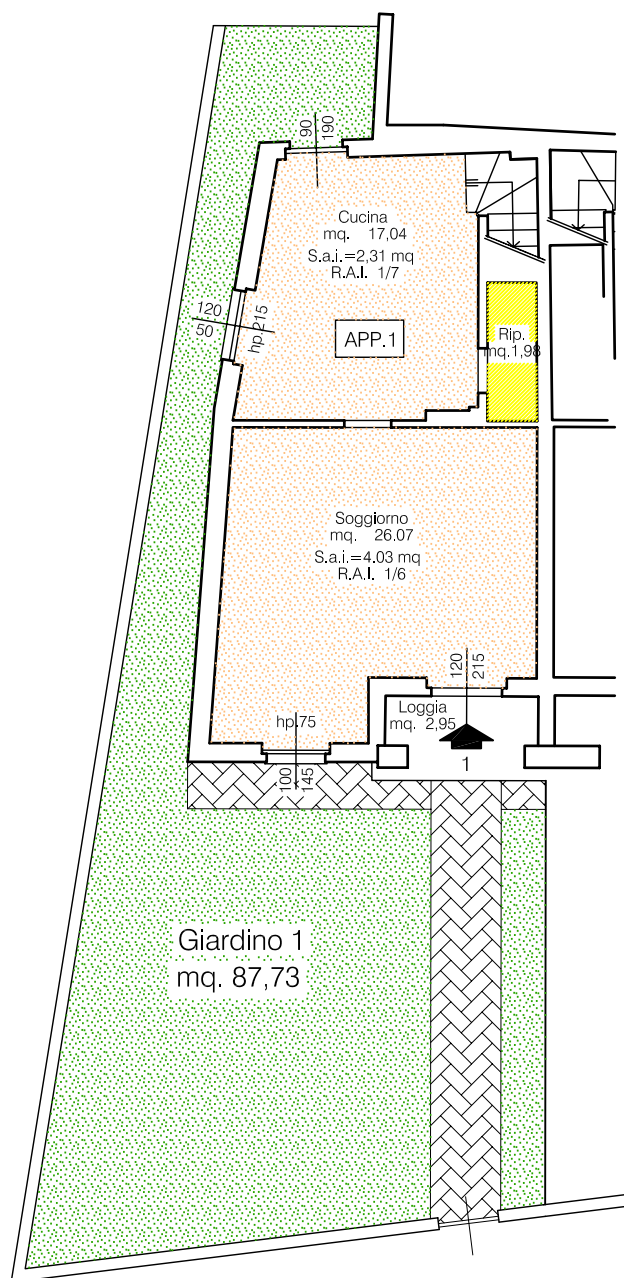 90
190
Cucina
mq. 17,04
S.a.i.=2,31 mq
R.A.I. 1/7
120
50
hp.215
APP.1
Rip.
mq.1,98
Soggiorno
mq. 26.07
S.a.i.=4.03 mq
R.A.I. 1/6
120
215
Loggia
mq. 2,95
hp.75
1
100
145
Giardino 1
mq. 87,73